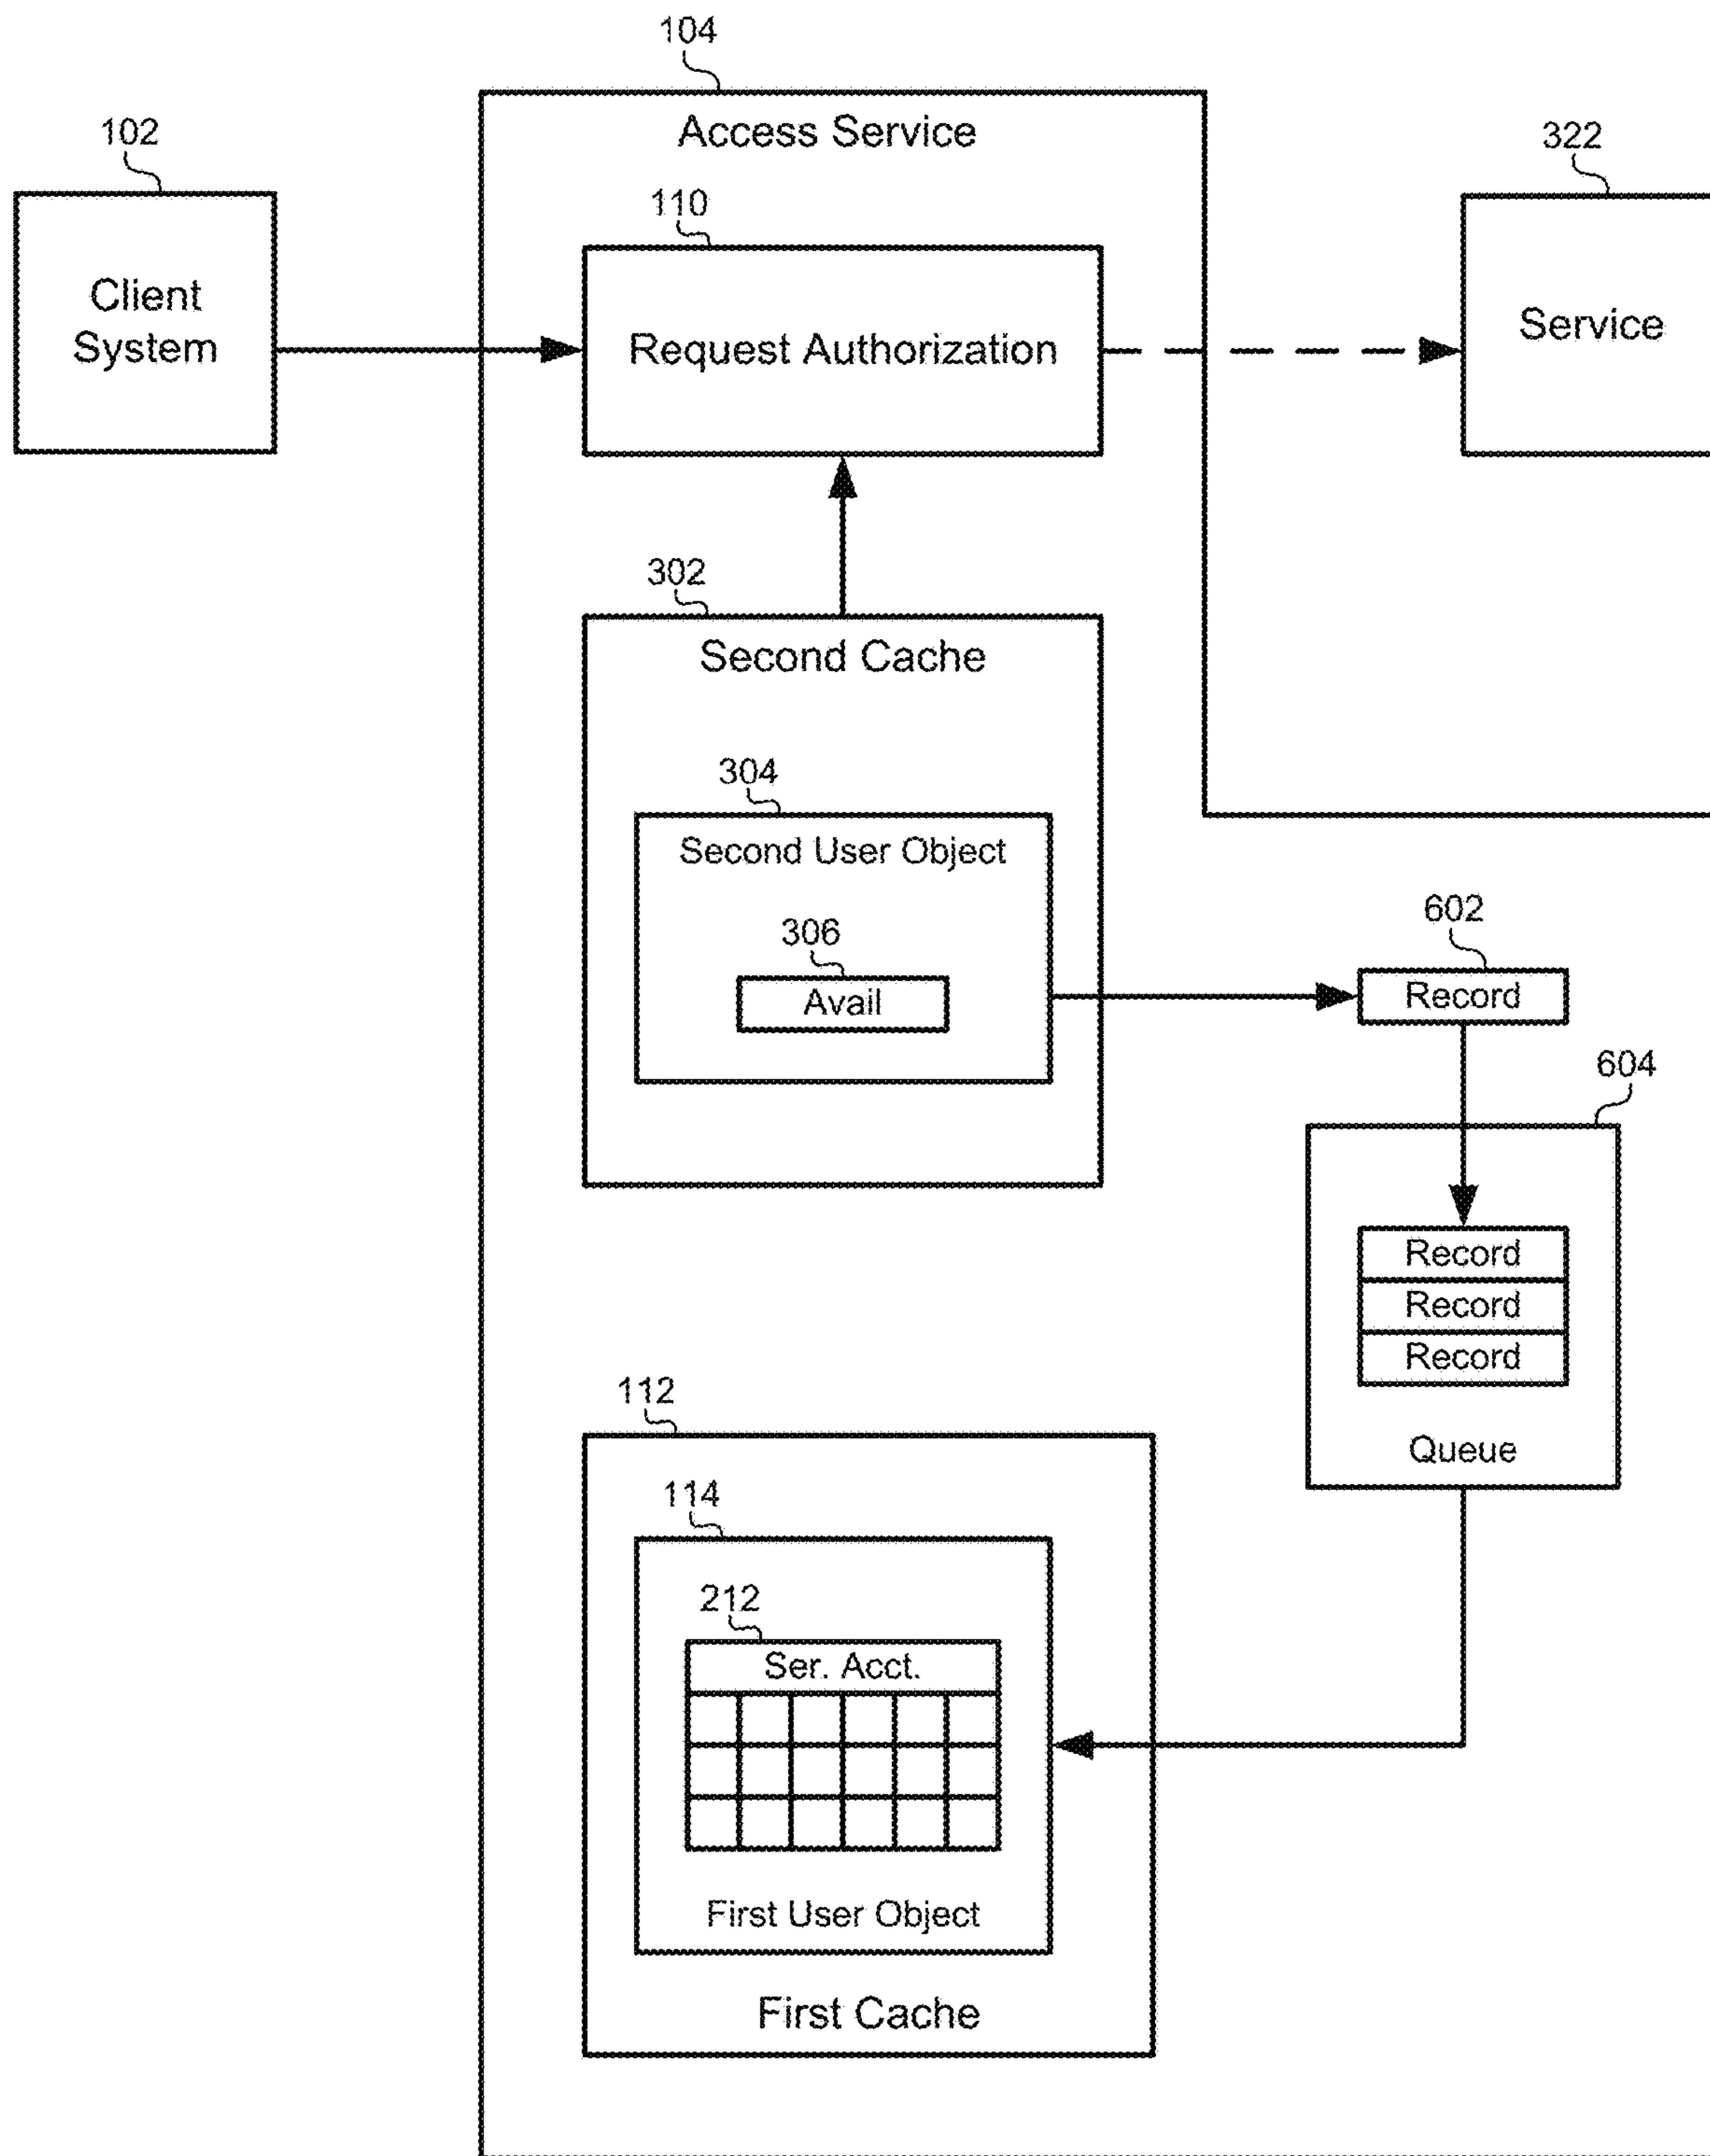 104
Access Service
102
322
110
Client
System
Request Authorization
Service
302
Second Cache
304
Second User Object
306
Avail
602
Record
604
Record
Record
Record
Queue
112
114
212
Ser. Acct.
First User Object
First Cache